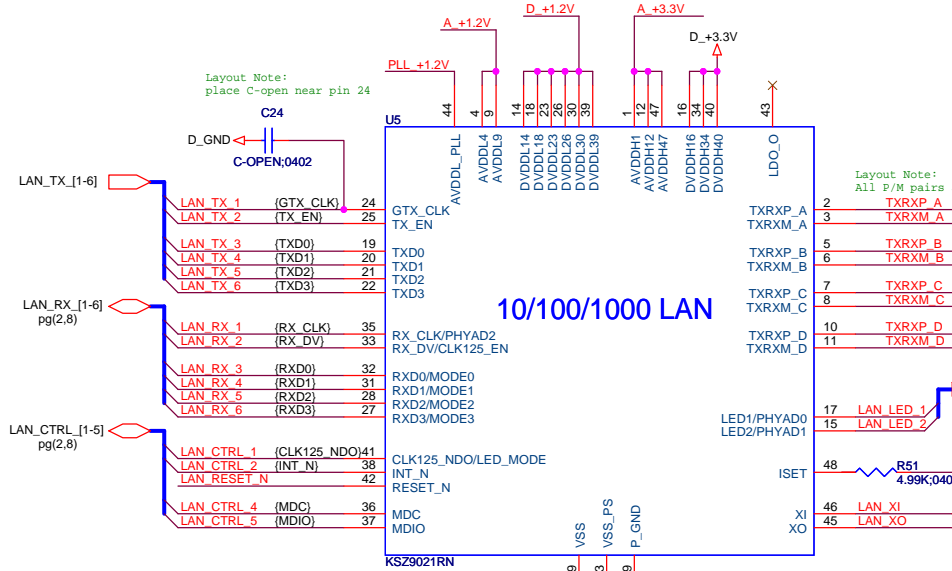 D_+1.2V
A_+3.3V
A_+1.2V
D_+3.3V
PLL_+1.2V
Layout Note:
place C-open near pin 24
C24
D_GND
C-OPEN;0402
U5
44
4
9
14
18
23
26
30
39
1
12
47
16
34
40
43
AVDDL_PLL
AVDDL4
AVDDL9
DVDDL14
DVDDL18
DVDDL23
DVDDL26
DVDDL30
DVDDL39
AVDDH1
AVDDH12
AVDDH47
DVDDH16
DVDDH34
DVDDH40
LDO_O
Layout Note:
All P/M pairs
LAN_TX_[1-6]
LAN_TX_1 {GTX_CLK} 24 GTX_CLK
LAN_TX_2 {TX_EN} 25 TX_EN
LAN_TX_3 {TXD0} 19 TXD0
LAN_TX_4 {TXD1} 20 TXD1
LAN_TX_5 {TXD2} 21 TXD2
LAN_TX_6 {TXD3} 22 TXD3
LAN_RX_[1-6]
pg(2,8)
LAN_RX_1 {RX_CLK} 35 RX_CLK/PHYAD2
LAN_RX_2 {RX_DV} 33 RX_DV/CLK125_EN
LAN_RX_3 {RXD0} 32 RXD0/MODE0
LAN_RX_4 {RXD1} 31 RXD1/MODE1
LAN_RX_5 {RXD2} 28 RXD2/MODE2
LAN_RX_6 {RXD3} 27 RXD3/MODE3
LAN_CTRL_[1-5]
pg(2,8)
LAN_CTRL_1 {CLK125_NDO} 41 CLK125_NDO/LED_MODE
LAN_CTRL_2 {INT_N} 38 INT_N
LAN_RESET_N 42 RESET_N
LAN_CTRL_4 {MDC} 36 MDC
LAN_CTRL_5 {MDIO} 37 MDIO
10/100/1000 LAN
TXRXP_A 2 TXRXP_A
TXRXM_A 3 TXRXM_A
TXRXP_B 5 TXRXP_B
TXRXM_B 6 TXRXM_B
TXRXP_C 7 TXRXP_C
TXRXM_C 8 TXRXM_C
TXRXP_D 10 TXRXP_D
TXRXM_D 11 TXRXM_D
LED1/PHYAD0 17 LAN_LED_1
LED2/PHYAD1 15 LAN_LED_2
ISET 48 R51
4.99K;040
XI 46 LAN_XI
XO 45 LAN_XO
VSS
VSS_PS
P_GND
KSZ9021RN